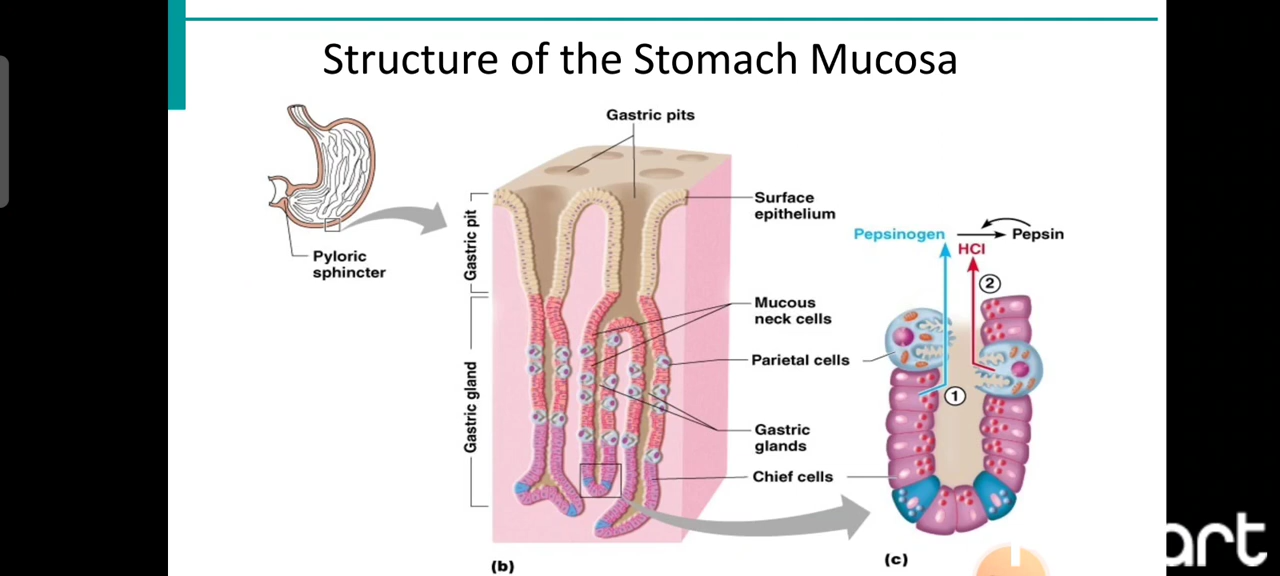 Structure of the Stomach Mucosa
Gastric pits
Surface
epithelium
Gastric pit
Pyloric
sphincter
Pepsinogen
Pepsin
HCl
2
Mucous
neck cells
Parietal cells
1
Gastric gland
Gastric
glands
Chief cells
(b)
(c)
art